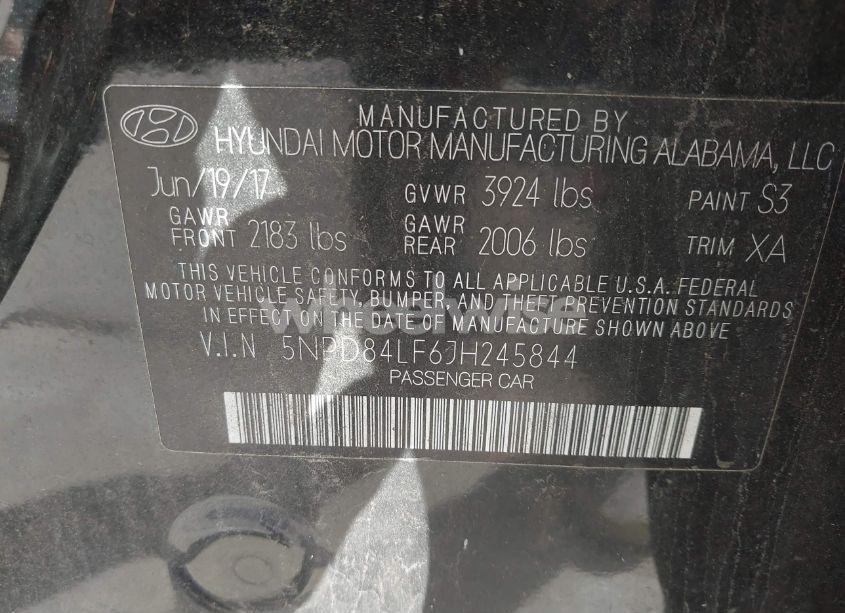 MANUFACTURED BY
HYUNDAI MOTOR MANUFACTURING ALABAMA, LLC
Jun/19/17 GVWR 3924 lbs PAINT S3
GAWR FRONT 2183 lbs GAWR REAR 2006 lbs TRIM XA
THIS VEHICLE CONFORMS TO ALL APPLICABLE U.S.A. FEDERAL
MOTOR VEHICLE SAFETY, BUMPER, AND THEFT PREVENTION STANDARDS
IN EFFECT ON THE DATE OF MANUFACTURE SHOWN ABOVE
wheelwise
V.I.N 5NPD84LF6JH245844
PASSENGER CAR